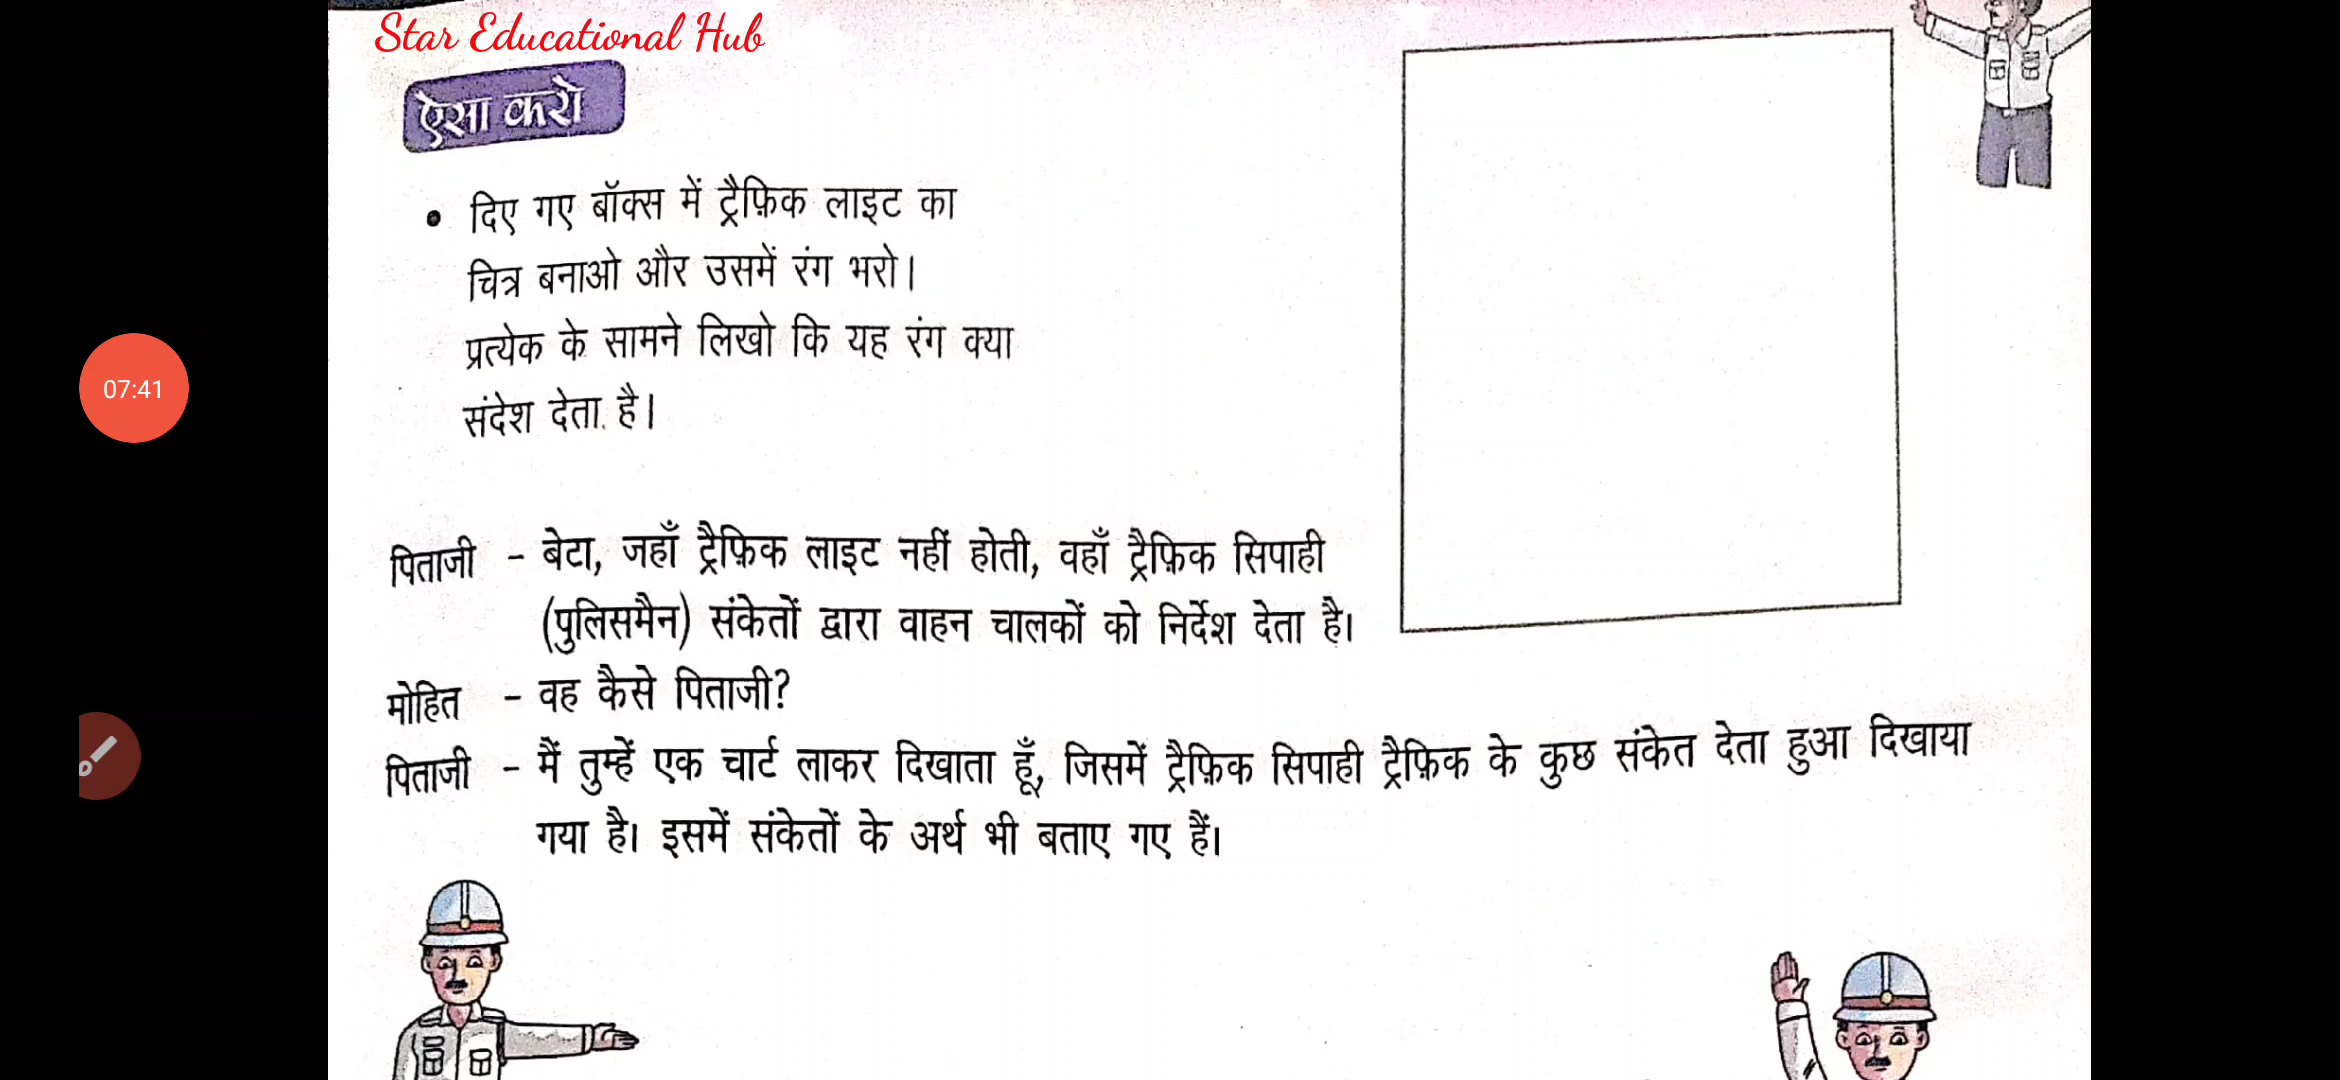 Star Educational Hub
ऐसा करो
• दिए गए बॉक्स में ट्रैफ़िक लाइट का
चित्र बनाओ और उसमें रंग भरो।
प्रत्येक के सामने लिखो कि यह रंग क्या
संदेश देता है।
07:41
पिताजी - बेटा, जहाँ ट्रैफ़िक लाइट नहीं होती, वहाँ ट्रैफ़िक सिपाही
(पुलिसमैन) संकेतों द्वारा वाहन चालकों को निर्देश देता है।
मोहित - वह कैसे पिताजी?
पिताजी - मैं तुम्हें एक चार्ट लाकर दिखाता हूँ, जिसमें ट्रैफ़िक सिपाही ट्रैफ़िक के कुछ संकेत देता हुआ दिखाया
गया है। इसमें संकेतों के अर्थ भी बताए गए हैं।